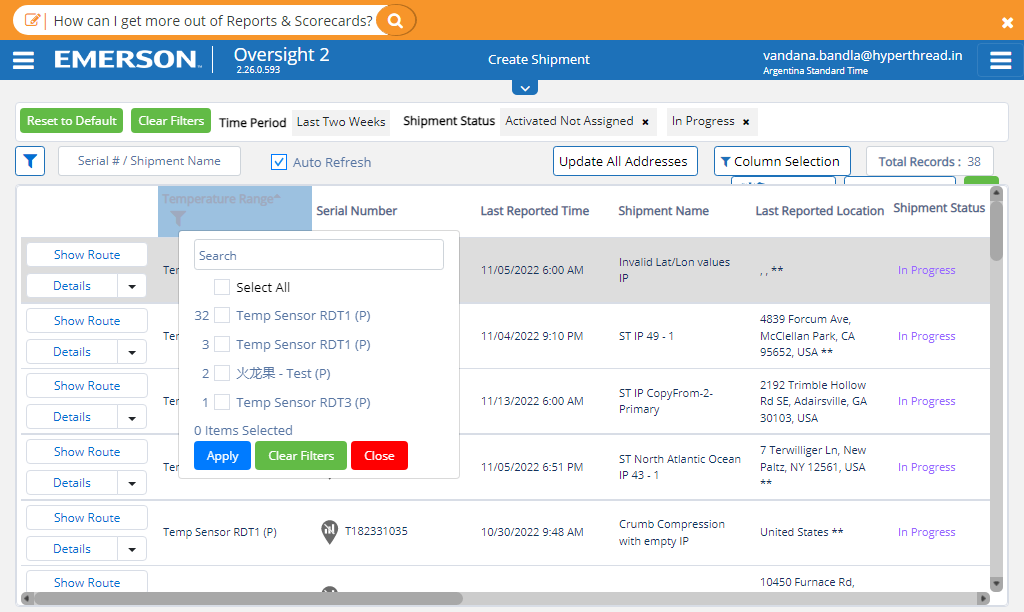 How can I get more out of Reports & Scorecards?
EMERSON
Oversight 2
2.26.0.593
Create Shipment
vandana.bandla@hyperthread.in
Argentina Standard Time
Reset to Default
Clear Filters
Time Period
Last Two Weeks
Shipment Status
Activated Not Assigned ×
In Progress ×
Serial # / Shipment Name
Auto Refresh
Update All Addresses
Column Selection
Total Records : 38
Temperature Range^
Serial Number
Last Reported Time
Shipment Name
Last Reported Location
Shipment Status
Search
Select All
32 Temp Sensor RDT1 (P)
3 Temp Sensor RDT1 (P)
2 火龙果 - Test (P)
1 Temp Sensor RDT3 (P)
0 Items Selected
Apply
Clear Filters
Close
Show Route
Details
11/05/2022 6:00 AM
Invalid Lat/Lon values
IP
, , **
In Progress
Show Route
Details
11/04/2022 9:10 PM
ST IP 49 - 1
4839 Forcum Ave,
McClellan Park, CA
95652, USA **
In Progress
Show Route
Details
11/13/2022 6:00 AM
ST IP CopyFrom-2-
Primary
2192 Trimble Hollow
Rd SE, Adairsville, GA
30103, USA
In Progress
Show Route
Details
11/05/2022 6:51 PM
ST North Atlantic Ocean
IP 43 - 1
7 Terwilliger Ln, New
Paltz, NY 12561, USA
**
In Progress
Show Route
Details
Temp Sensor RDT1 (P)
T182331035
10/30/2022 9:48 AM
Crumb Compression
with empty IP
United States **
In Progress
Show Route
10450 Furnace Rd,